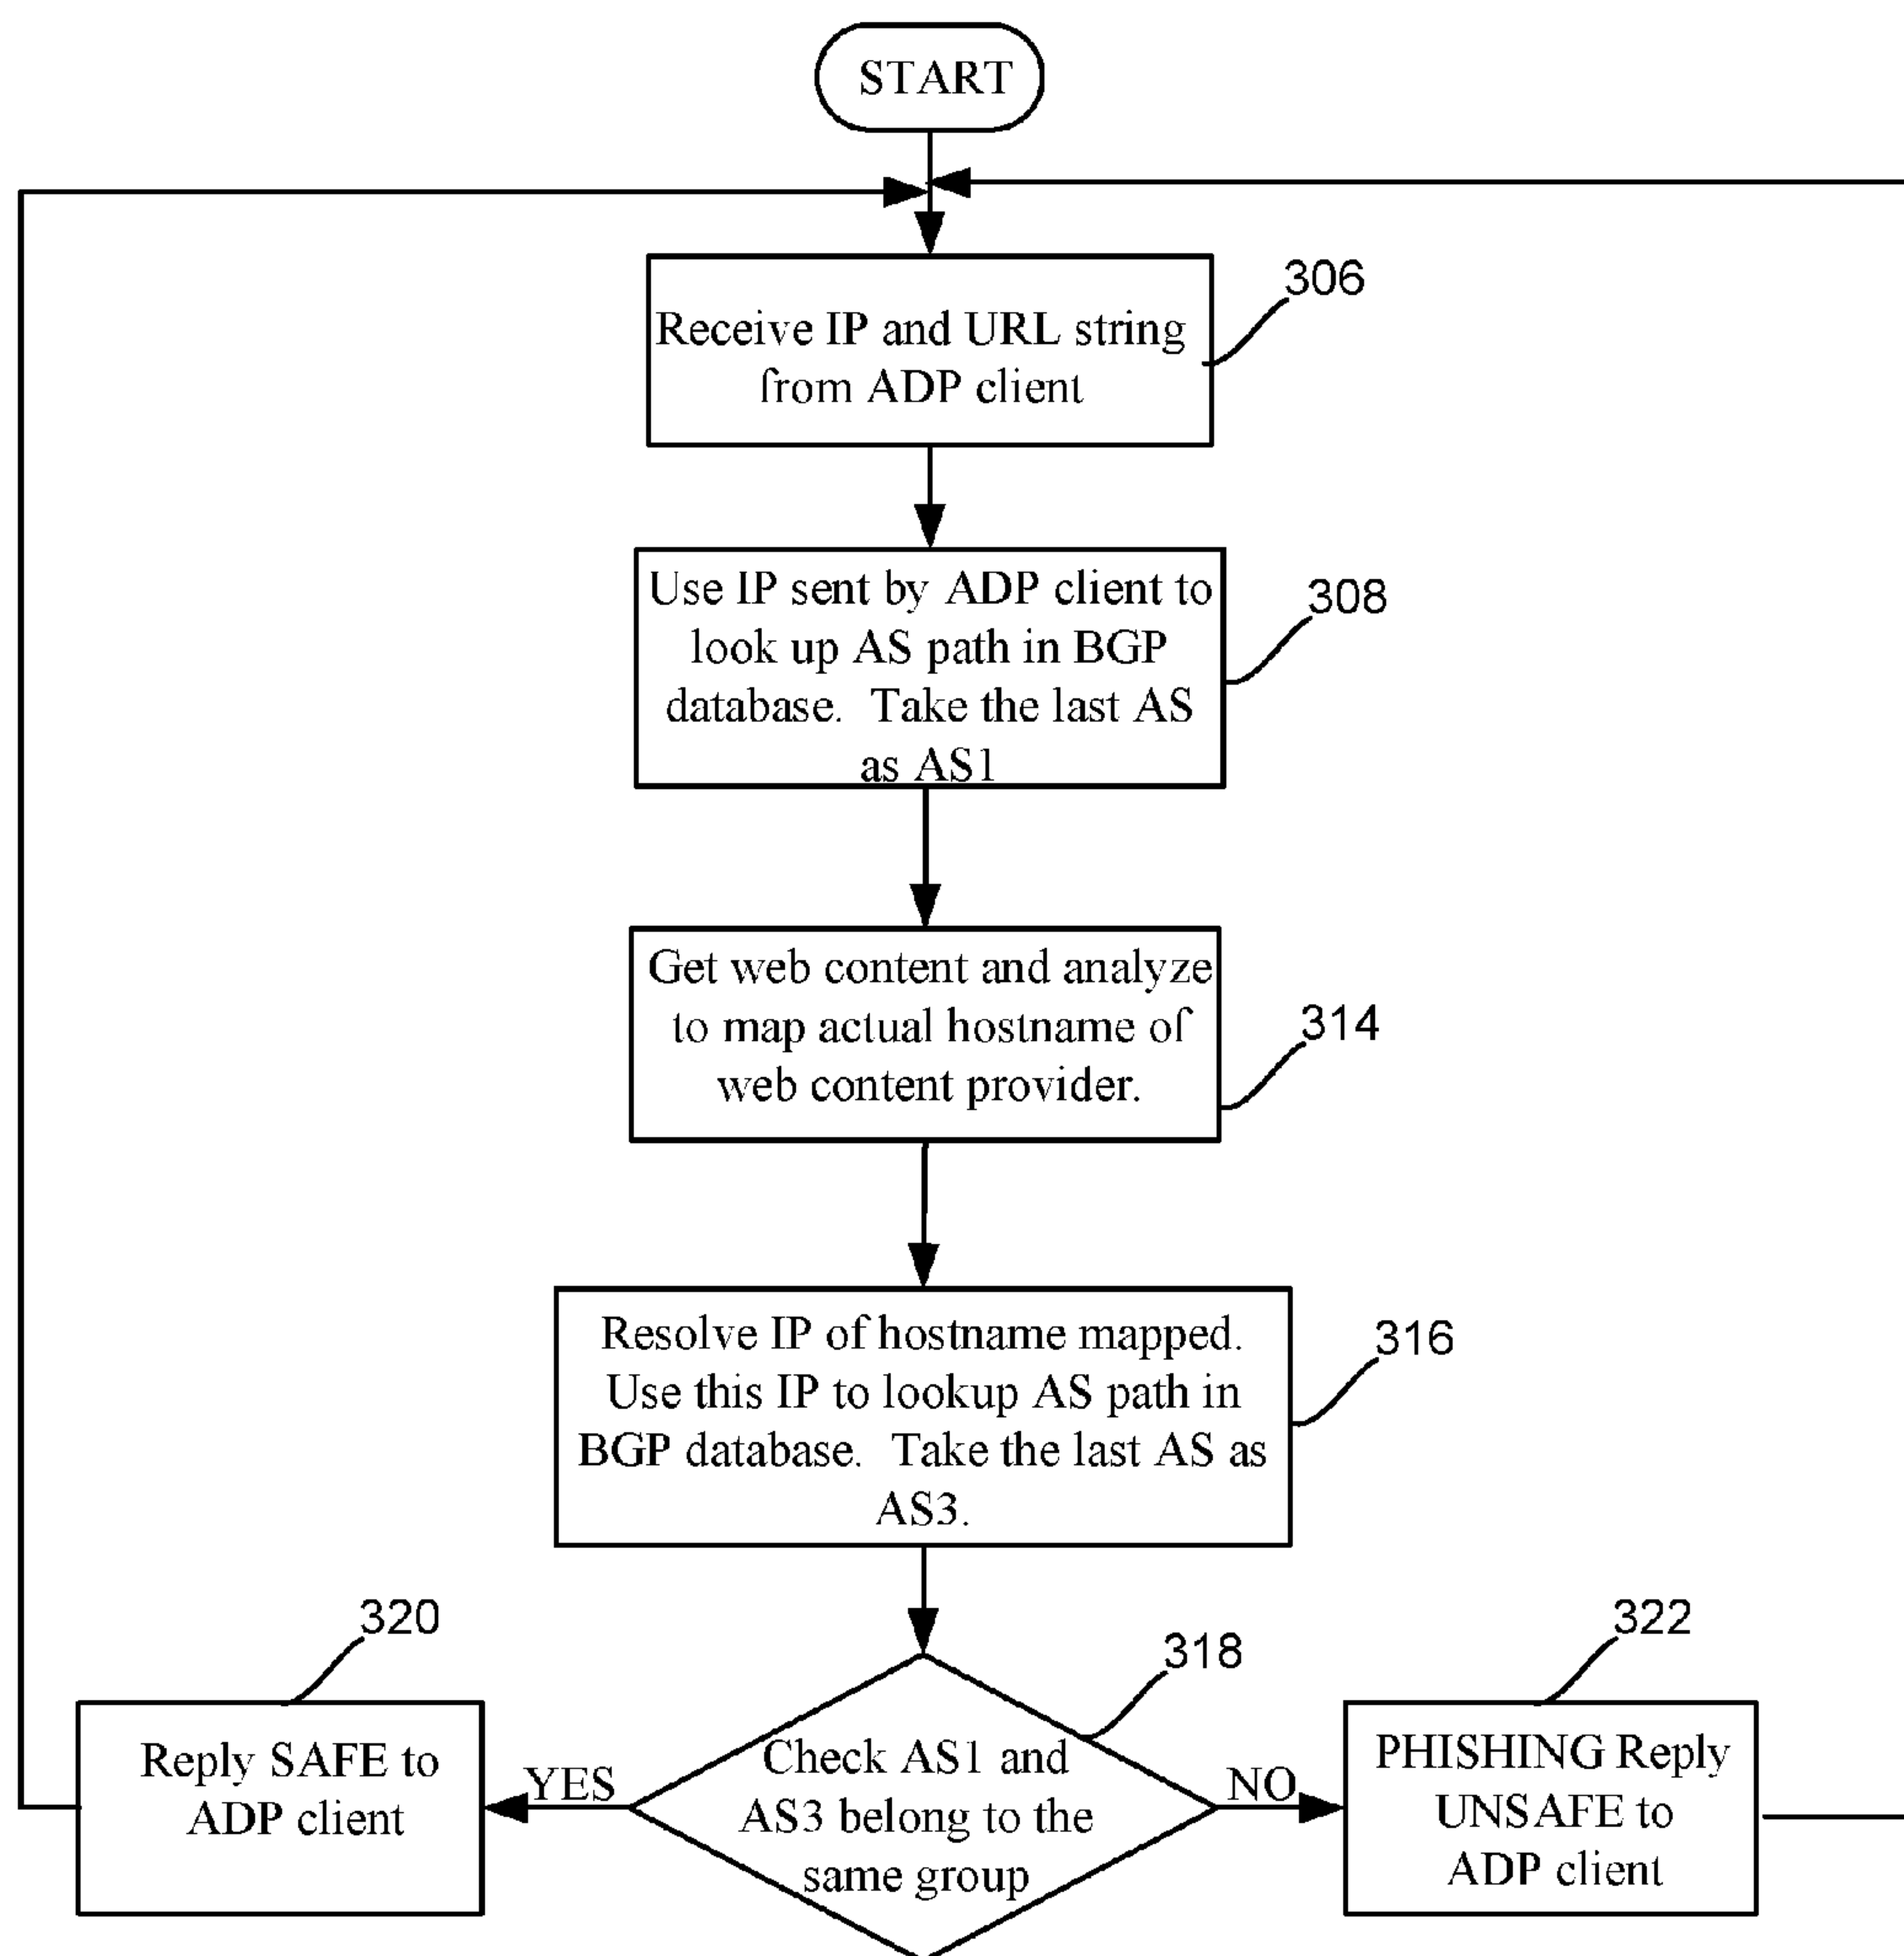 START
306
Receive IP and URL string
from ADP client
308
Use IP sent by ADP client to
look up AS path in BGP
database. Take the last AS
as AS1
314
Get web content and analyze
to map actual hostname of
web content provider.
316
Resolve IP of hostname mapped.
Use this IP to lookup AS path in
BGP database. Take the last AS as
AS3.
320
318
322
Reply SAFE to
ADP client
YES
Check AS1 and
AS3 belong to the
same group
NO
PHISHING Reply
UNSAFE to
ADP client